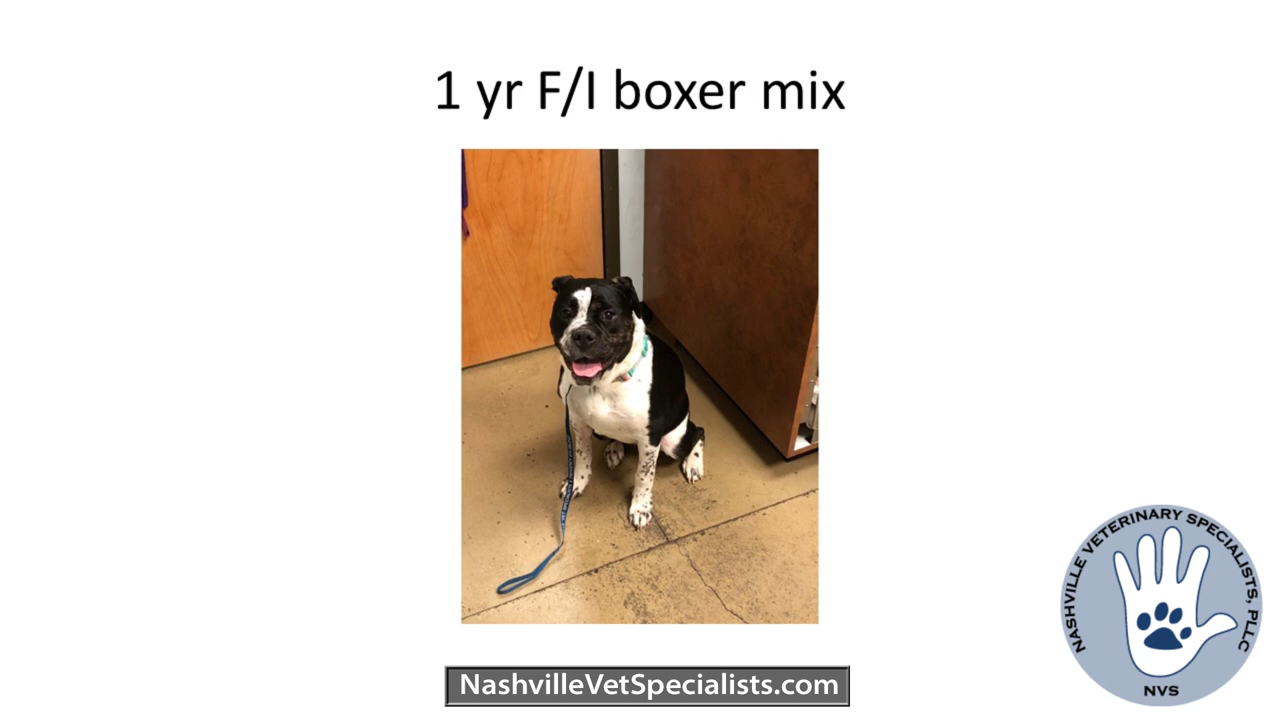 1 yr F/I boxer mix
NASHVILLE VETERINARY SPECIALISTS, PLLC
NVS
NashvilleVetSpecialists.com